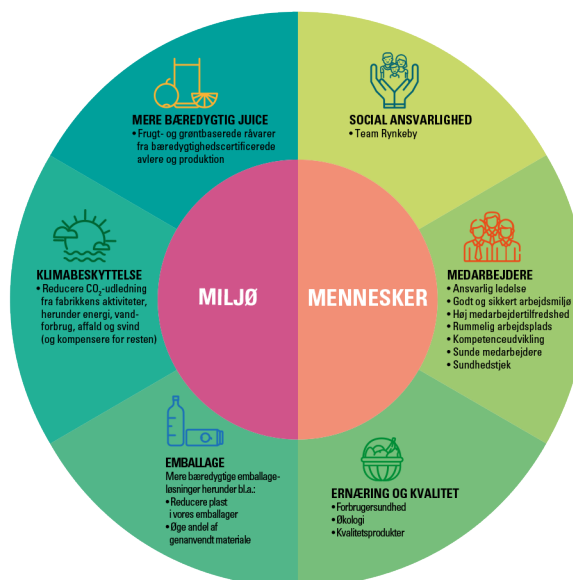 MERE BÆREDYGTIG JUICE
• Frugt- og grøntbaserede råvarer
fra bæredygtighedscertificerede
avlere og produktion
SOCIAL ANSVARLIGHED
• Team Rynkeby
KLIMABESKYTTELSE
• Reducere CO₂-udledning
fra fabrikkens aktiviteter,
herunder energi, vand-
forbrug, affald og svind
(og kompensere for resten)
MILJØ
MENNESKER
MEDARBEJDERE
• Ansvarlig ledelse
• Godt og sikkert arbejdsmiljø
• Høj medarbejdertilfredshed
• Rummelig arbejdsplads
• Kompetenceudvikling
• Sunde medarbejdere
• Sundhedstjek
EMBALLAGE
Mere bæredygtige emballage-
løsninger herunder bl.a.:
• Reducere plast
i vores emballager
• Øge andel af
genanvendt materiale
ERNÆRING OG KVALITET
• Forbrugersundhed
• Økologi
• Kvalitetsprodukter